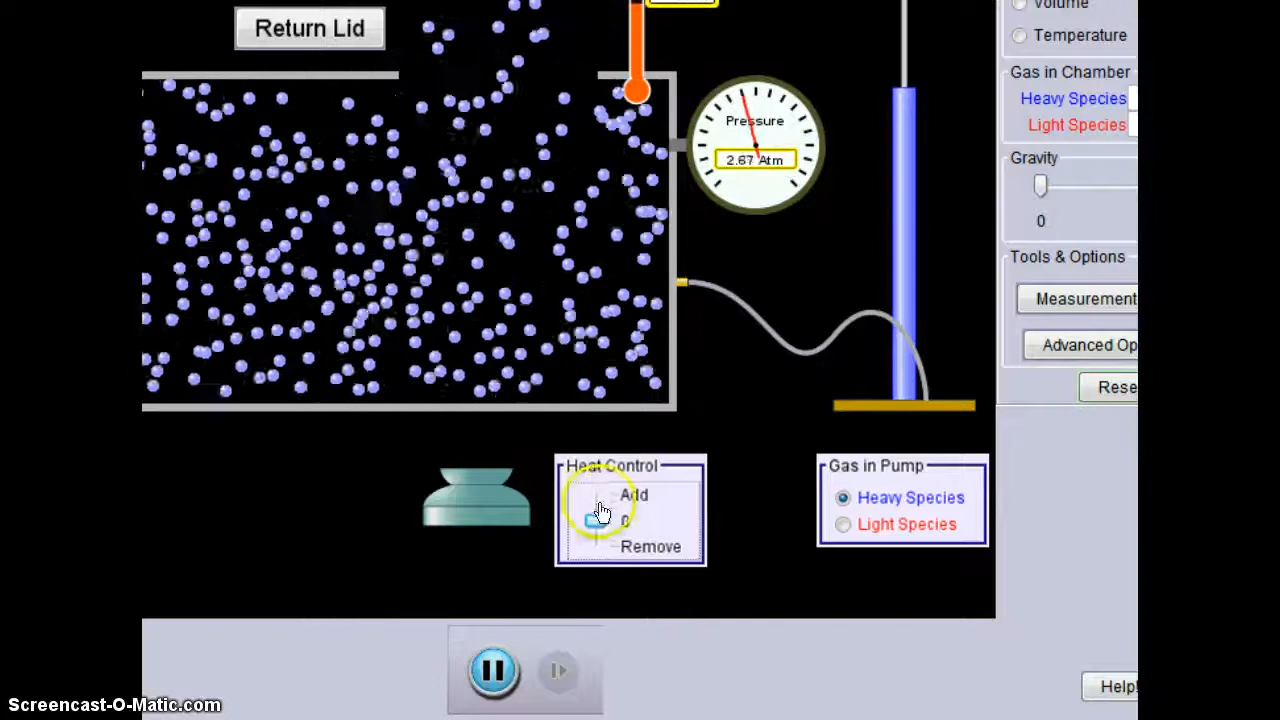 Return Lid
Volume
Temperature
Gas in Chamber
Heavy Species
Light Species
Pressure
2.67 Atm
Gravity
0
Tools & Options
Measurement
Advanced Op
Rese
Heat Control
Add
0
Remove
Gas in Pump
Heavy Species
Light Species
Help!
Screencast-O-Matic.com